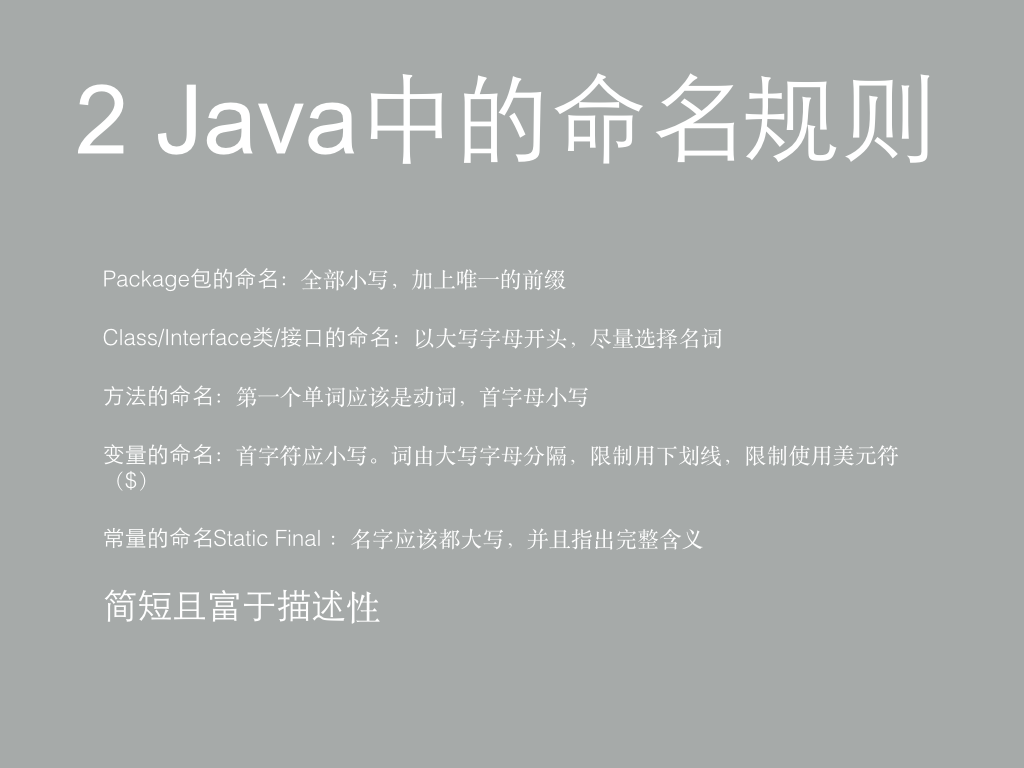 2 Java中的命名规则
Package包的命名：全部小写，加上唯一的前缀
Class/Interface类/接口的命名：以大写字母开头，尽量选择名词
方法的命名：第一个单词应该是动词，首字母小写
变量的命名：首字符应小写。词由大写字母分隔，限制用下划线，限制使用美元符
（$）
常量的命名Static Final ：名字应该都大写，并且指出完整含义
简短且富于描述性